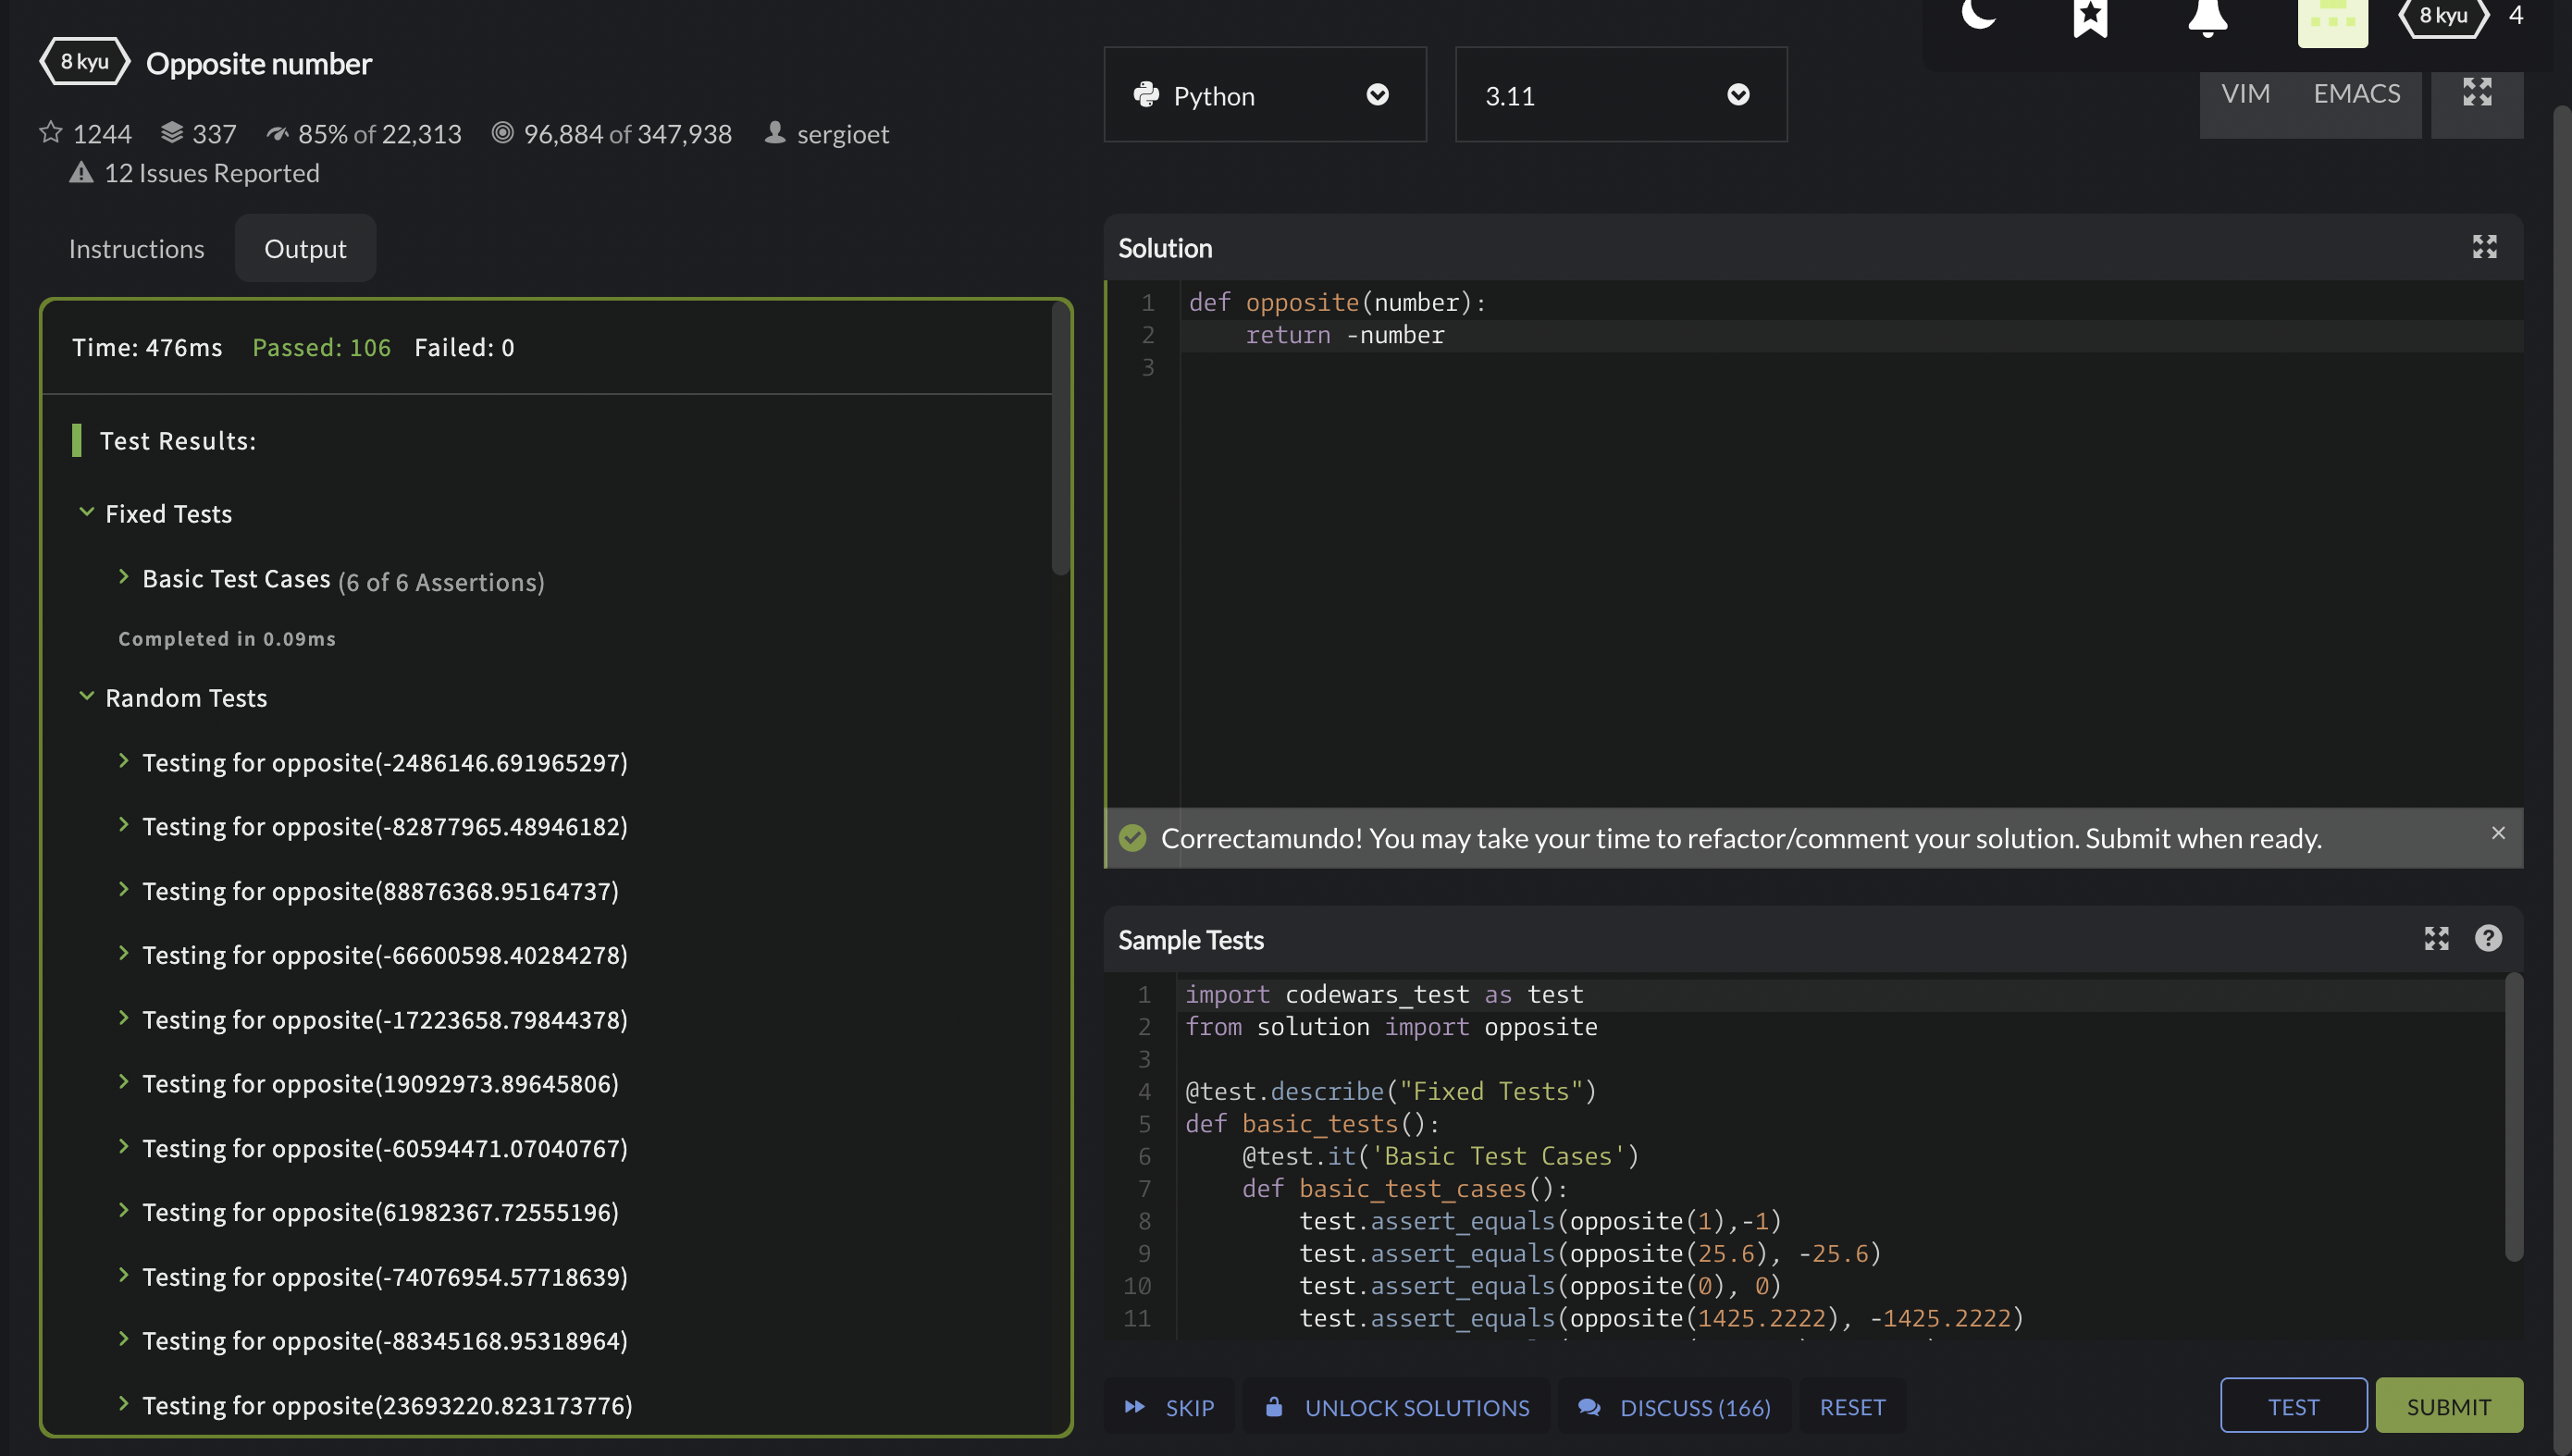 8 kyu Opposite number
1244 337 85% of 22,313 96,884 of 347,938 sergioet
12 Issues Reported
Instructions Output
Time: 476ms Passed: 106 Failed: 0
Test Results:
Fixed Tests
Basic Test Cases (6 of 6 Assertions)
Completed in 0.09ms
Random Tests
Testing for opposite(-2486146.691965297)
Testing for opposite(-82877965.48946182)
Testing for opposite(88876368.95164737)
Testing for opposite(-66600598.40284278)
Testing for opposite(-17223658.79844378)
Testing for opposite(19092973.89645806)
Testing for opposite(-60594471.07040767)
Testing for opposite(61982367.72555196)
Testing for opposite(-74076954.57718639)
Testing for opposite(-88345168.95318964)
Testing for opposite(23693220.823173776)
8 kyu 4
Python 3.11 VIM EMACS
Solution
1 def opposite(number):
2 return -number
3
Correctamundo! You may take your time to refactor/comment your solution. Submit when ready.
Sample Tests
1 import codewars_test as test
2 from solution import opposite
3
4 @test.describe("Fixed Tests")
5 def basic_tests():
6 @test.it('Basic Test Cases')
7 def basic_test_cases():
8 test.assert_equals(opposite(1),-1)
9 test.assert_equals(opposite(25.6), -25.6)
10 test.assert_equals(opposite(0), 0)
11 test.assert_equals(opposite(1425.2222), -1425.2222)
SKIP UNLOCK SOLUTIONS DISCUSS (166) RESET TEST SUBMIT